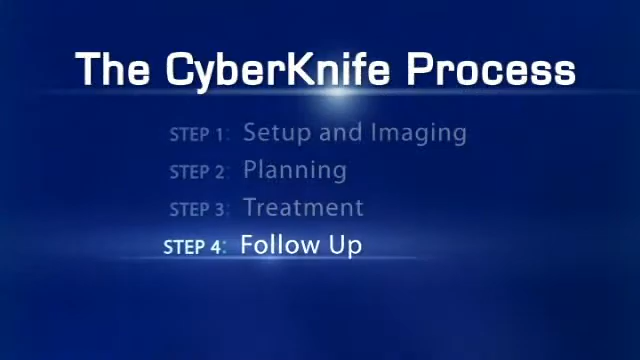 The CyberKnife Process
STEP 1: Setup and Imaging
STEP 2: Planning
STEP 3: Treatment
STEP 4: Follow Up